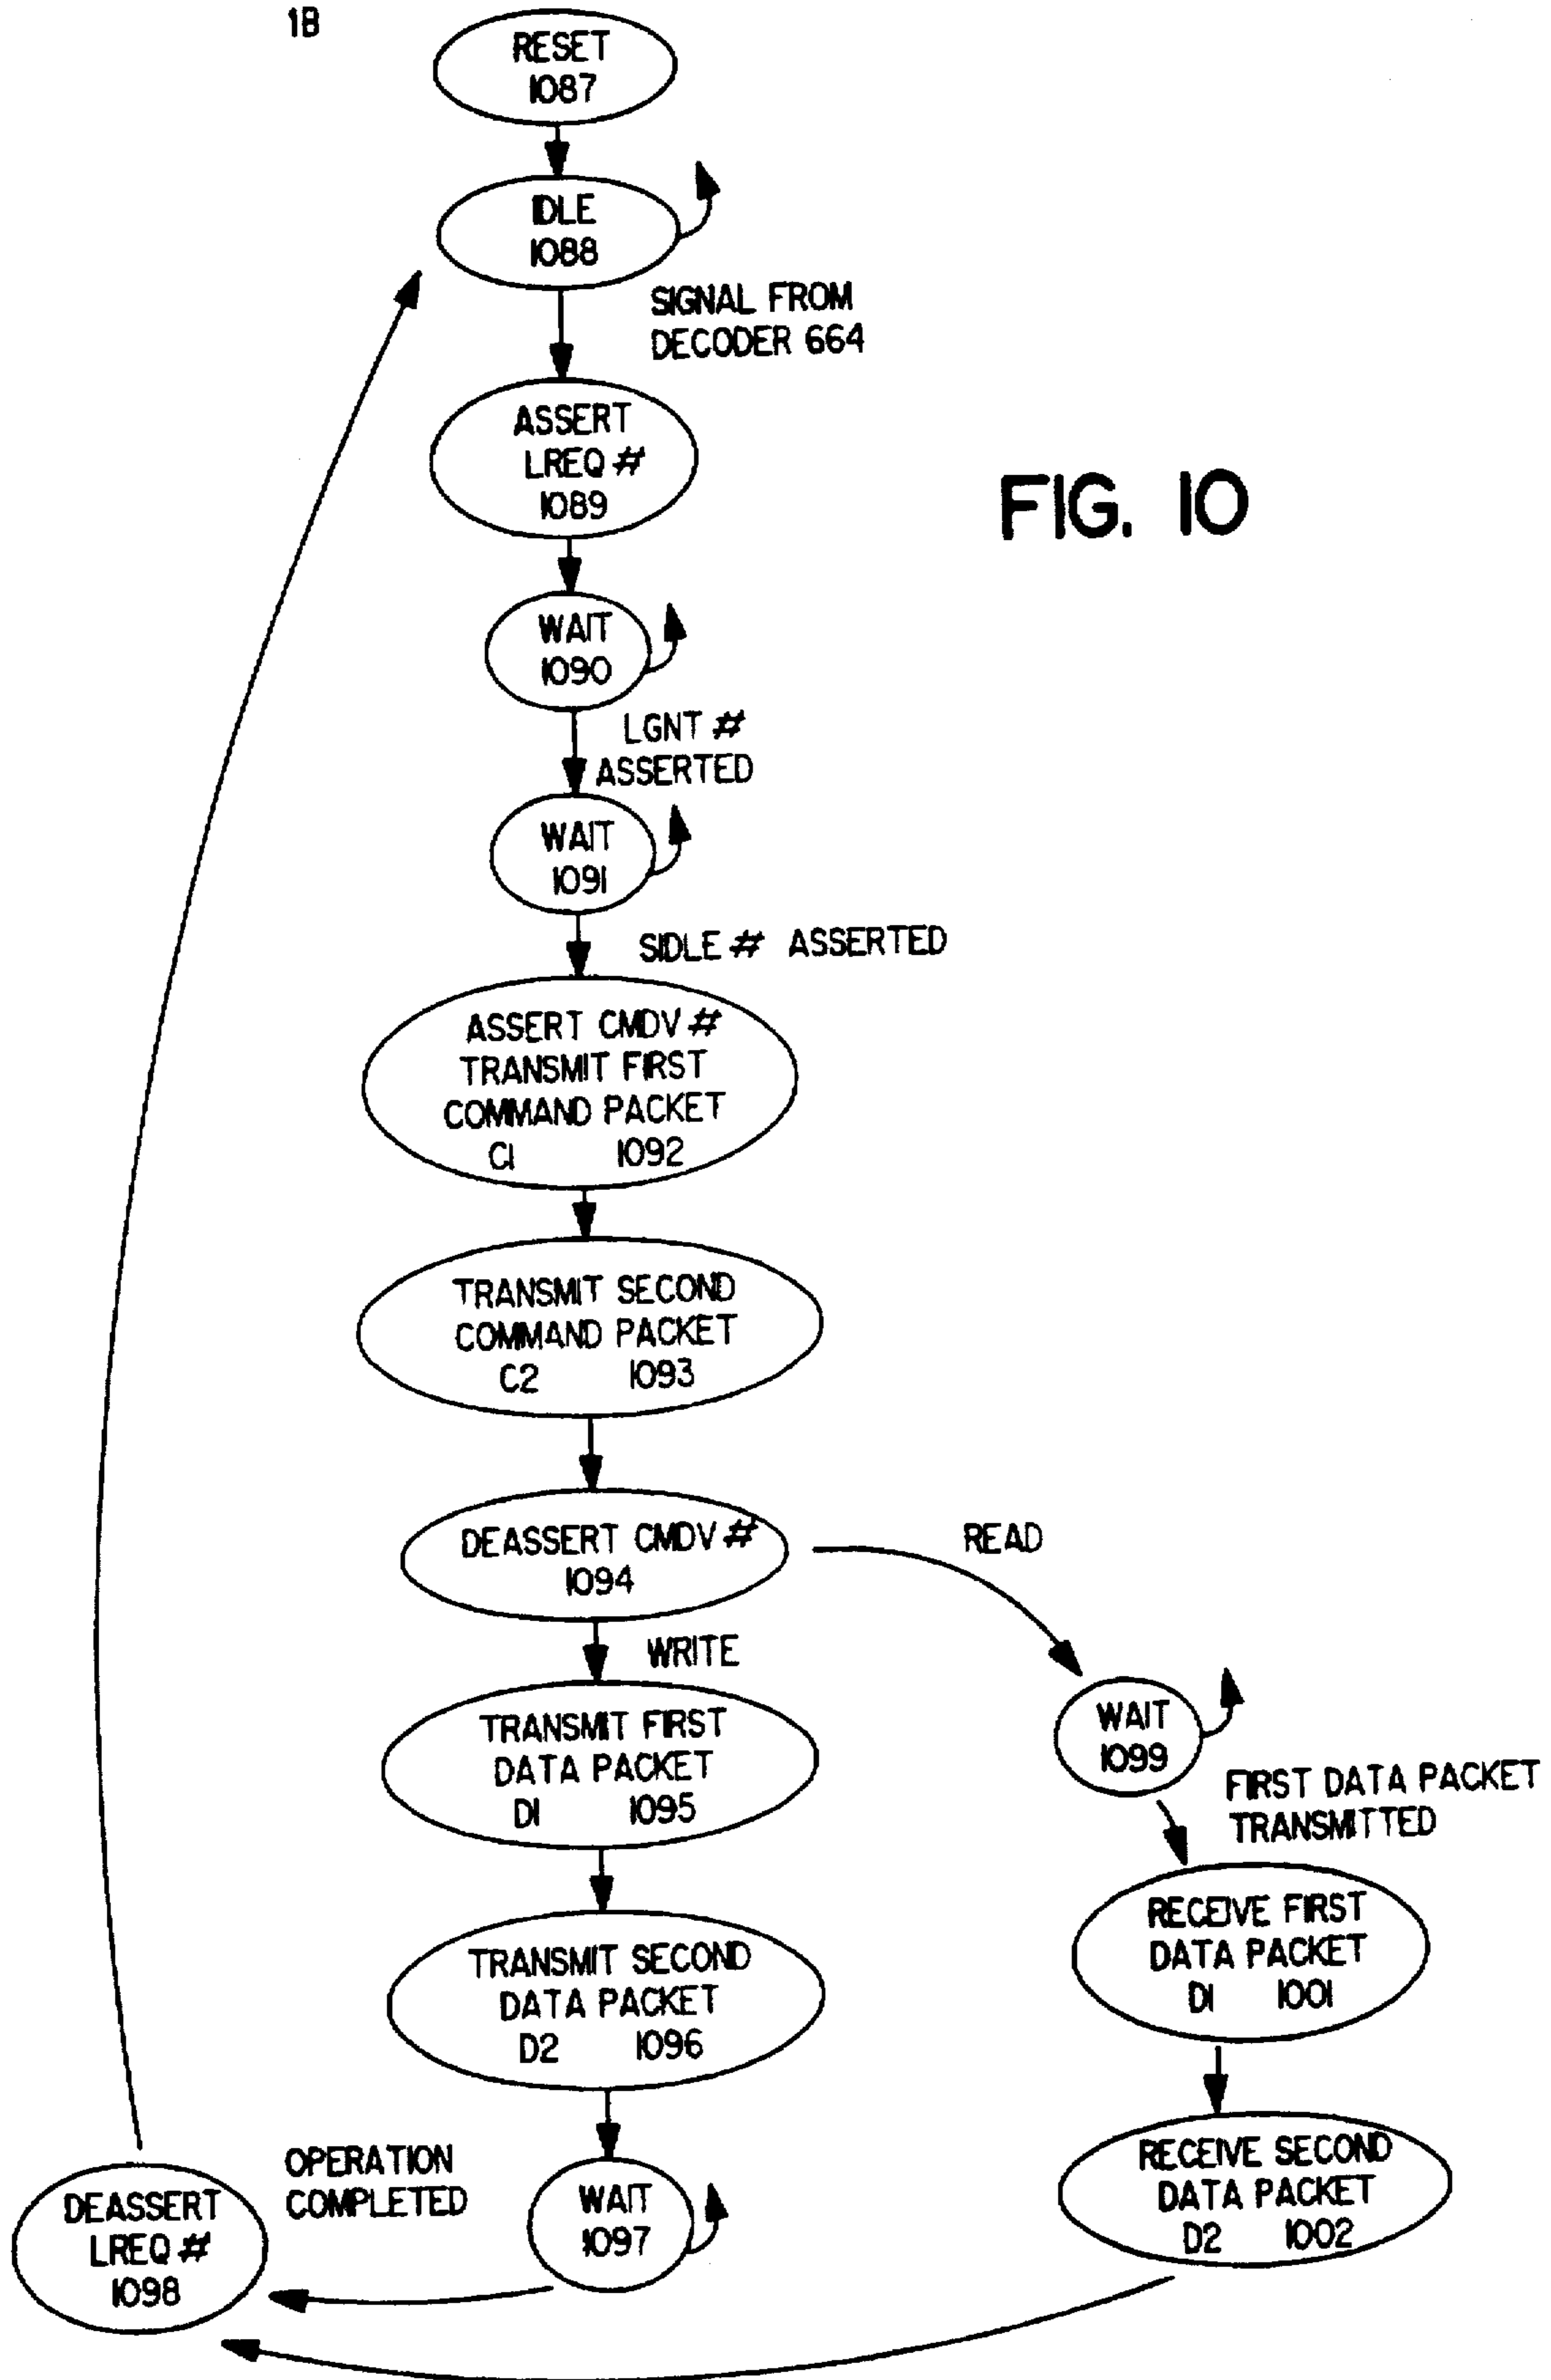 1B
RESET
1087
IDLE
1088
SIGNAL FROM
DECODER 664
ASSERT
LREQ #
1089
FIG. 10
WAIT
1090
LGNT #
ASSERTED
WAIT
1091
SIDLE # ASSERTED
ASSERT CMDV #
TRANSMIT FIRST
COMMAND PACKET
C1 1092
TRANSMIT SECOND
COMMAND PACKET
C2 1093
DEASSERT CMDV #
1094
READ
WRITE
TRANSMIT FIRST
DATA PACKET
D1 1095
WAIT
1099
FIRST DATA PACKET
TRANSMITTED
RECEIVE FIRST
DATA PACKET
D1 1001
TRANSMIT SECOND
DATA PACKET
D2 1096
RECEIVE SECOND
DATA PACKET
D2 1002
OPERATION
COMPLETED
WAIT
1097
DEASSERT
LREQ #
1098